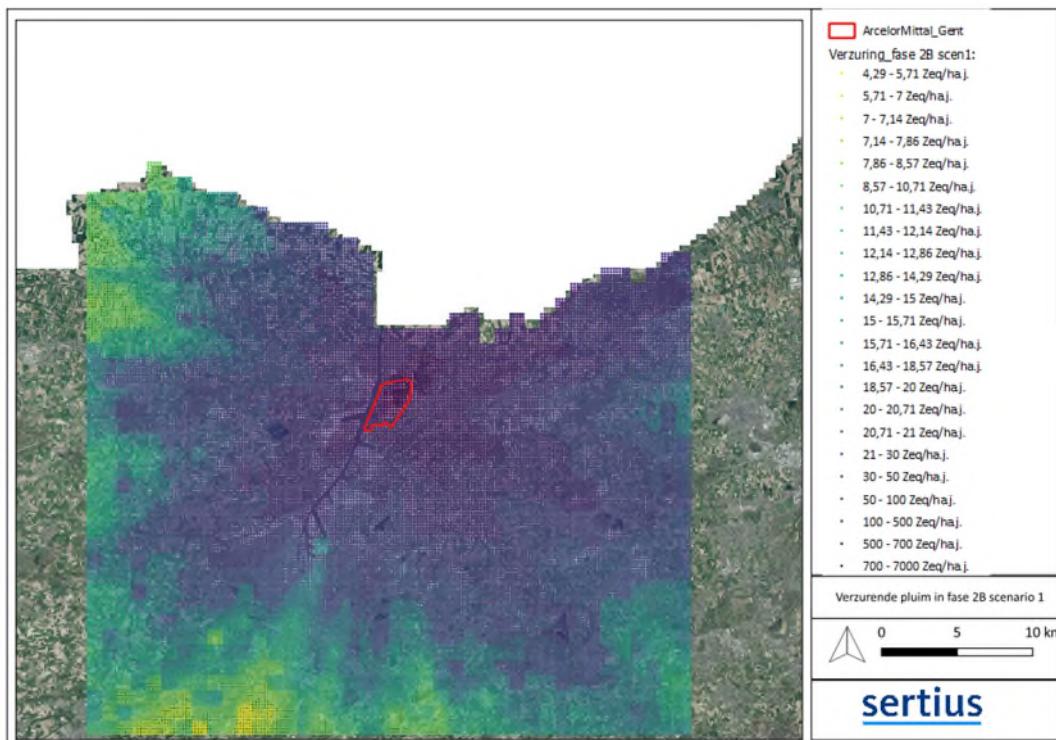 ArcelorMittal_Gent
Verzuring_fase 2B scen1:
4,29 - 5,71 Zeq/ha.j.
5,71 - 7 Zeq/ha.j.
7 - 7,14 Zeq/ha.j.
7,14 - 7,86 Zeq/ha.j.
7,86 - 8,57 Zeq/ha.j.
8,57 - 10,71 Zeq/ha.j.
10,71 - 11,43 Zeq/ha.j.
11,43 - 12,14 Zeq/ha.j.
12,14 - 12,86 Zeq/ha.j.
12,86 - 14,29 Zeq/ha.j.
14,29 - 15 Zeq/ha.j.
15 - 15,71 Zeq/ha.j.
15,71 - 16,43 Zeq/ha.j.
16,43 - 18,57 Zeq/ha.j.
18,57 - 20 Zeq/ha.j.
20 - 20,71 Zeq/ha.j.
20,71 - 21 Zeq/ha.j.
21 - 30 Zeq/ha.j.
30 - 50 Zeq/ha.j.
50 - 100 Zeq/ha.j.
100 - 500 Zeq/ha.j.
500 - 700 Zeq/ha.j.
700 - 7000 Zeq/ha.j.
Verzurende pluim in fase 2B scenario 1
0 5 10 km
sertius